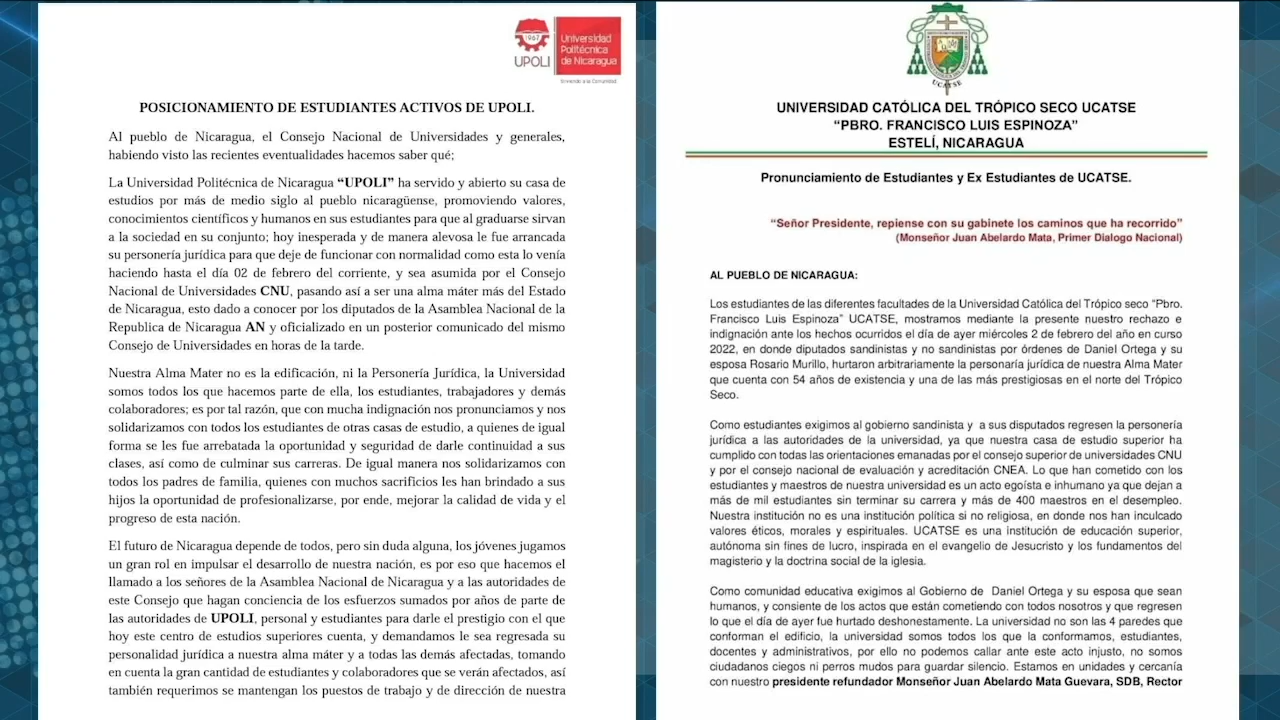 1967
UPOLI
Universidad
Politécnica
de Nicaragua
Sirviendo a la Comunidad
POSICIONAMIENTO DE ESTUDIANTES ACTIVOS DE UPOLI.
Al pueblo de Nicaragua, el Consejo Nacional de Universidades y generales,
habiendo visto las recientes eventualidades hacemos saber qué;
La Universidad Politécnica de Nicaragua “UPOLI” ha servido y abierto su casa de
estudios por más de medio siglo al pueblo nicaragüense, promoviendo valores,
conocimientos científicos y humanos en sus estudiantes para que al graduarse sirvan
a la sociedad en su conjunto; hoy inesperada y de manera alevosa le fue arrancada
su personería jurídica para que deje de funcionar con normalidad como esta lo venía
haciendo hasta el día 02 de febrero del corriente, y sea asumida por el Consejo
Nacional de Universidades CNU, pasando así a ser una alma máter más del Estado
de Nicaragua, esto dado a conocer por los diputados de la Asamblea Nacional de la
Republica de Nicaragua AN y oficializado en un posterior comunicado del mismo
Consejo de Universidades en horas de la tarde.
Nuestra Alma Mater no es la edificación, ni la Personería Jurídica, la Universidad
somos todos los que hacemos parte de ella, los estudiantes, trabajadores y demás
colaboradores; es por tal razón, que con mucha indignación nos pronunciamos y nos
solidarizamos con todos los estudiantes de otras casas de estudio, a quienes de igual
forma se les fue arrebatada la oportunidad y seguridad de darle continuidad a sus
clases, así como de culminar sus carreras. De igual manera nos solidarizamos con
todos los padres de familia, quienes con muchos sacrificios les han brindado a sus
hijos la oportunidad de profesionalizarse, por ende, mejorar la calidad de vida y el
progreso de esta nación.
El futuro de Nicaragua depende de todos, pero sin duda alguna, los jóvenes jugamos
un gran rol en impulsar el desarrollo de nuestra nación, es por eso que hacemos el
llamado a los señores de la Asamblea Nacional de Nicaragua y a las autoridades de
este Consejo que hagan conciencia de los esfuerzos sumados por años de parte de
las autoridades de UPOLI, personal y estudiantes para darle el prestigio con el que
hoy este centro de estudios superiores cuenta, y demandamos le sea regresada su
personalidad jurídica a nuestra alma máter y a todas las demás afectadas, tomando
en cuenta la gran cantidad de estudiantes y colaboradores que se verán afectados, así
también requerimos se mantengan los puestos de trabajo y de dirección de nuestra
UCATSE
UNIVERSIDAD CATÓLICA DEL TRÓPICO SECO UCATSE
“PBRO. FRANCISCO LUIS ESPINOZA”
ESTELÍ, NICARAGUA
Pronunciamiento de Estudiantes y Ex Estudiantes de UCATSE.
“Señor Presidente, repiense con su gabinete los caminos que ha recorrido”
(Monseñor Juan Abelardo Mata, Primer Dialogo Nacional)
AL PUEBLO DE NICARAGUA:
Los estudiantes de las diferentes facultades de la Universidad Católica del Trópico seco “Pbro.
Francisco Luis Espinoza” UCATSE, mostramos mediante la presente nuestro rechazo e
indignación ante los hechos ocurridos el día de ayer miércoles 2 de febrero del año en curso
2022, en donde diputados sandinistas y no sandinistas por órdenes de Daniel Ortega y su
esposa Rosario Murillo, hurtaron arbitrariamente la personaría jurídica de nuestra Alma Mater
que cuenta con 54 años de existencia y una de las más prestigiosas en el norte del Trópico
Seco.
Como estudiantes exigimos al gobierno sandinista y a sus disputados regresen la personería
jurídica a las autoridades de la universidad, ya que nuestra casa de estudio superior ha
cumplido con todas las orientaciones emanadas por el consejo superior de universidades CNU
y por el consejo nacional de evaluación y acreditación CNEA. Lo que han cometido con los
estudiantes y maestros de nuestra universidad es un acto egoísta e inhumano ya que dejan a
más de mil estudiantes sin terminar su carrera y más de 400 maestros en el desempleo.
Nuestra institución no es una institución política si no religiosa, en donde nos han inculcado
valores éticos, morales y espirituales. UCATSE es una institución de educación superior,
autónoma sin fines de lucro, inspirada en el evangelio de Jesucristo y los fundamentos del
magisterio y la doctrina social de la iglesia.
Como comunidad educativa exigimos al Gobierno de Daniel Ortega y su esposa que sean
humanos, y consiente de los actos que están cometiendo con todos nosotros y que regresen
lo que el día de ayer fue hurtado deshonestamente. La universidad no son las 4 paredes que
conforman el edificio, la universidad somos todos los que la conformamos, estudiantes,
docentes y administrativos, por ello no podemos callar ante este acto injusto, no somos
ciudadanos ciegos ni perros mudos para guardar silencio. Estamos en unidades y cercanía
con nuestro presidente refundador Monseñor Juan Abelardo Mata Guevara, SDB, Rector